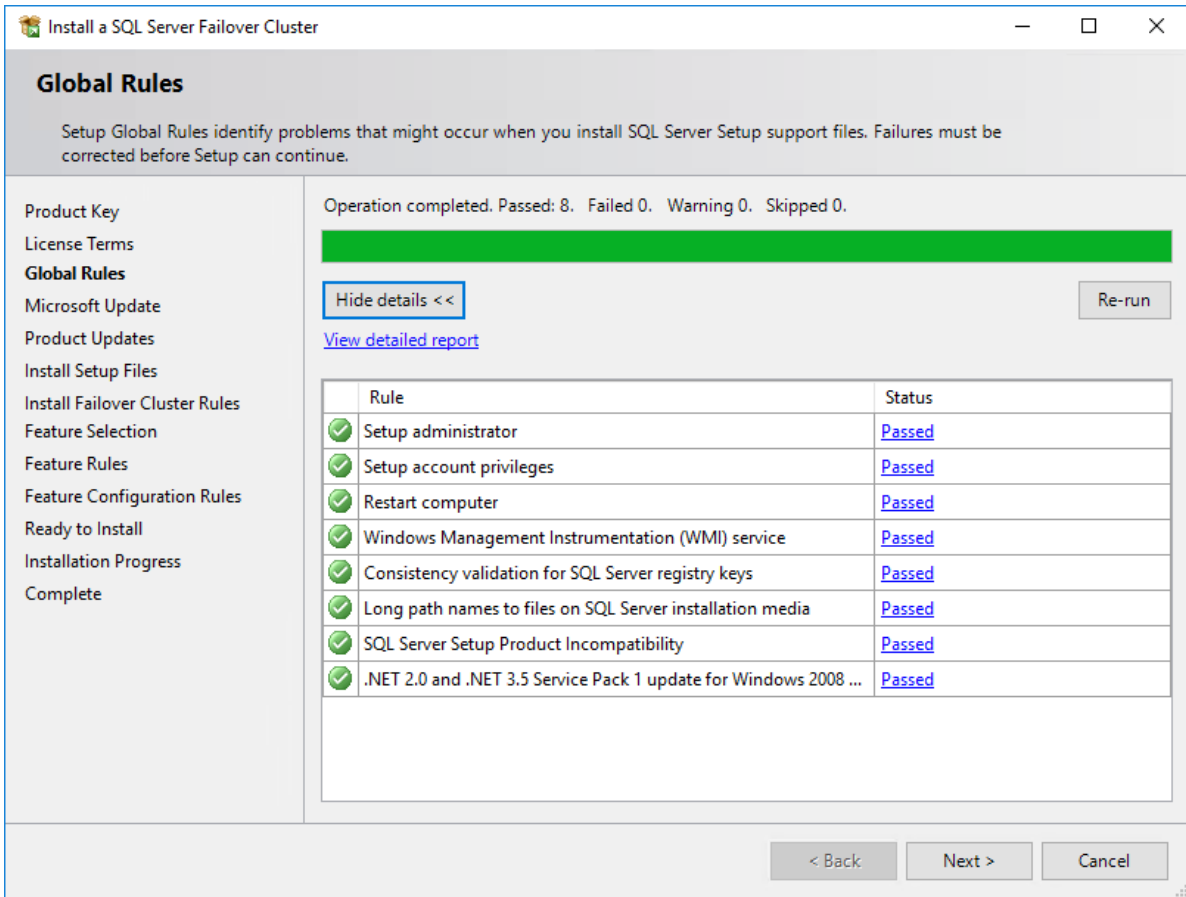 Install a SQL Server Failover Cluster
Global Rules
Setup Global Rules identify problems that might occur when you install SQL Server Setup support files. Failures must be
corrected before Setup can continue.
Product Key
License Terms
Global Rules
Microsoft Update
Product Updates
Install Setup Files
Install Failover Cluster Rules
Feature Selection
Feature Rules
Feature Configuration Rules
Ready to Install
Installation Progress
Complete
Operation completed. Passed: 8. Failed 0. Warning 0. Skipped 0.
Hide details <<
Re-run
View detailed report
Rule Status
Setup administrator Passed
Setup account privileges Passed
Restart computer Passed
Windows Management Instrumentation (WMI) service Passed
Consistency validation for SQL Server registry keys Passed
Long path names to files on SQL Server installation media Passed
SQL Server Setup Product Incompatibility Passed
.NET 2.0 and .NET 3.5 Service Pack 1 update for Windows 2008 ... Passed
< Back Next > Cancel